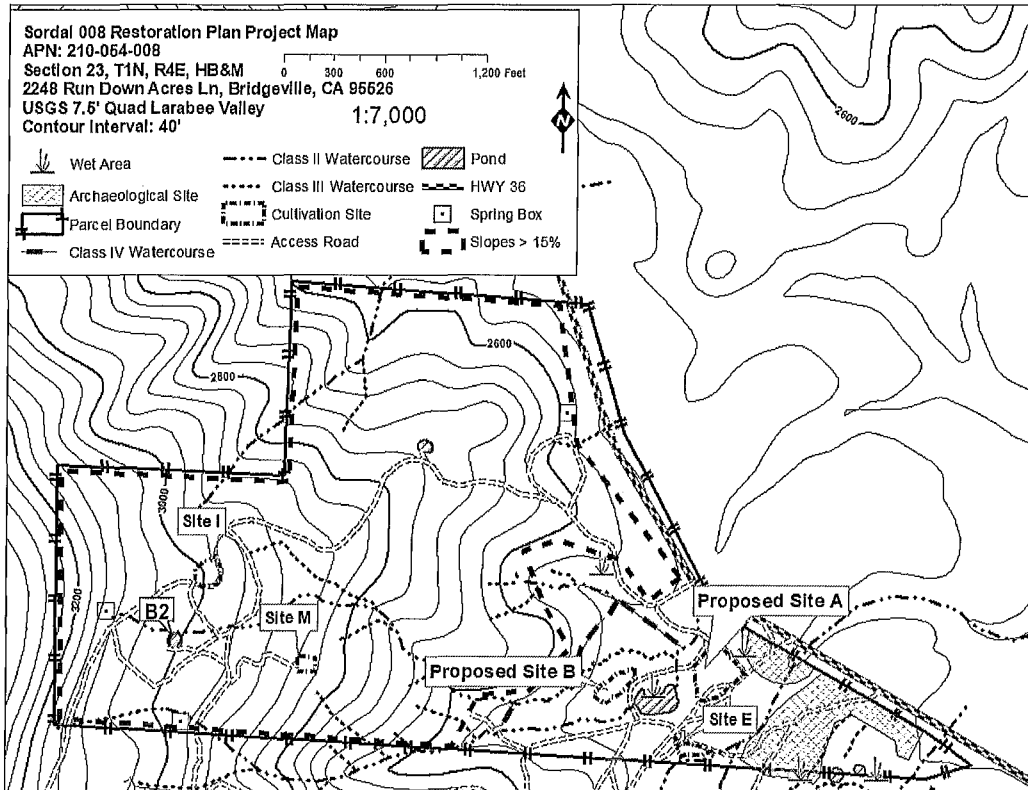 Sordal 008 Restoration Plan Project Map
APN: 210-054-008
Section 23, T1N, R4E, HB&M
2248 Run Down Acres Ln, Bridgeville, CA 95526
USGS 7.5' Quad Larabee Valley
Contour Interval: 40'
0 300 600 1,200 Feet
1:7,000
N
Wet Area
Archaeological Site
Parcel Boundary
Class IV Watercourse
Class II Watercourse
Class III Watercourse
Cultivation Site
Access Road
Pond
HWY 36
Spring Box
Slopes > 15%
2600
2600
2800
3000
3200
Site I
B2
Site M
Proposed Site A
Proposed Site B
Site E